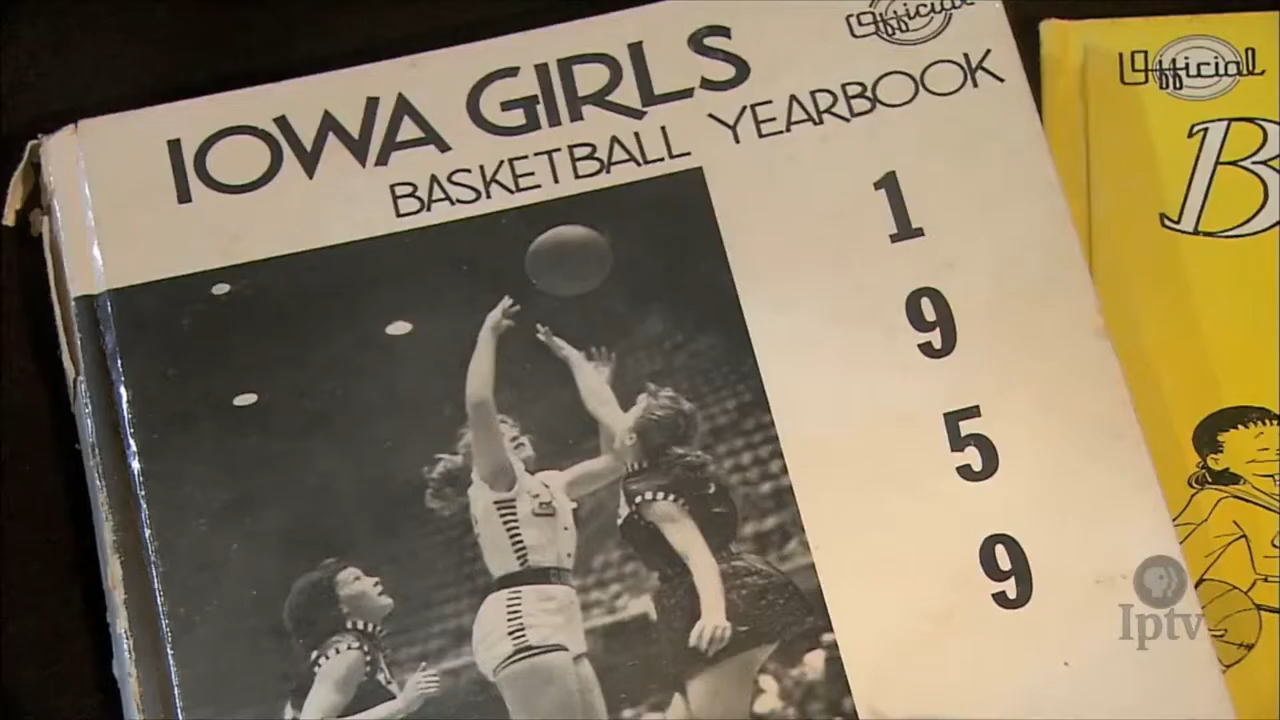 Official
IOWA GIRLS
BASKETBALL YEARBOOK
1
9
5
9
Official
B
Iptv